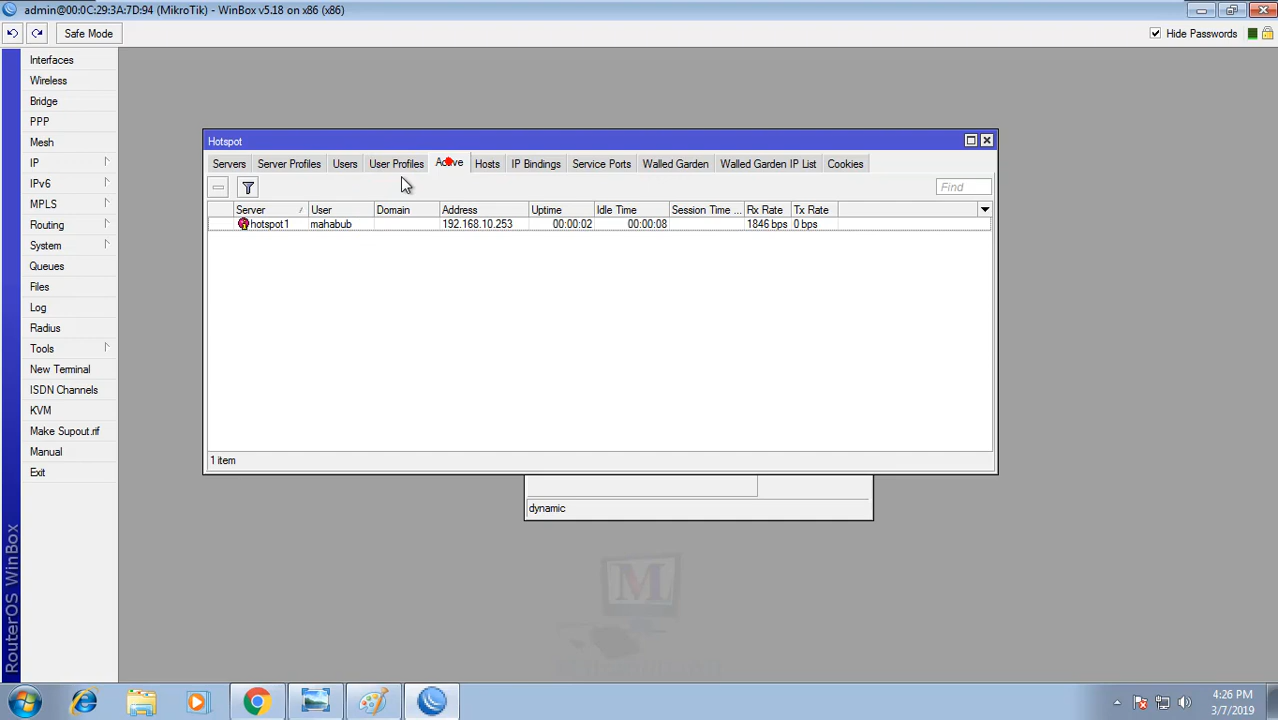 admin@00:0C:29:3A:7D:94 (MikroTik) - WinBox v5.18 on x86 (x86)
Safe Mode
Hide Passwords
Interfaces
Wireless
Bridge
PPP
Mesh
IP
IPv6
MPLS
Routing
System
Queues
Files
Log
Radius
Tools
New Terminal
ISDN Channels
KVM
Make Supout.rif
Manual
Exit
RouterOS WinBox
Hotspot
Servers Server Profiles Users User Profiles Active Hosts IP Bindings Service Ports Walled Garden Walled Garden IP List Cookies
Find
Server User Domain Address Uptime Idle Time Session Time ... Rx Rate Tx Rate
hotspot1 mahabub 192.168.10.253 00:00:02 00:00:08 1846 bps 0 bps
1 item
dynamic
M
4:26 PM
3/7/2019